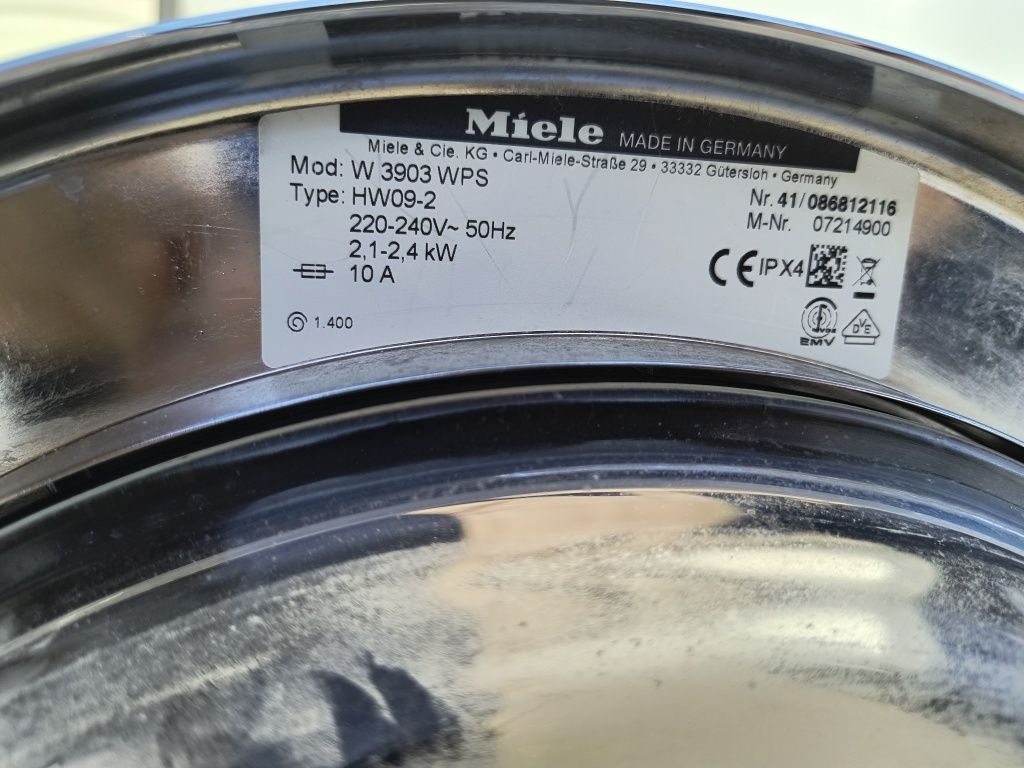 Miele MADE IN GERMANY
Miele & Cie. KG • Carl-Miele-Straße 29 • 33332 Gütersloh • Germany
Mod: W 3903 WPS
Type: HW09-2
220-240V~ 50Hz
2,1-2,4 kW
10 A
1.400
Nr. 41/086812116
M-Nr. 07214900
CE IPX4
EMV
DVE